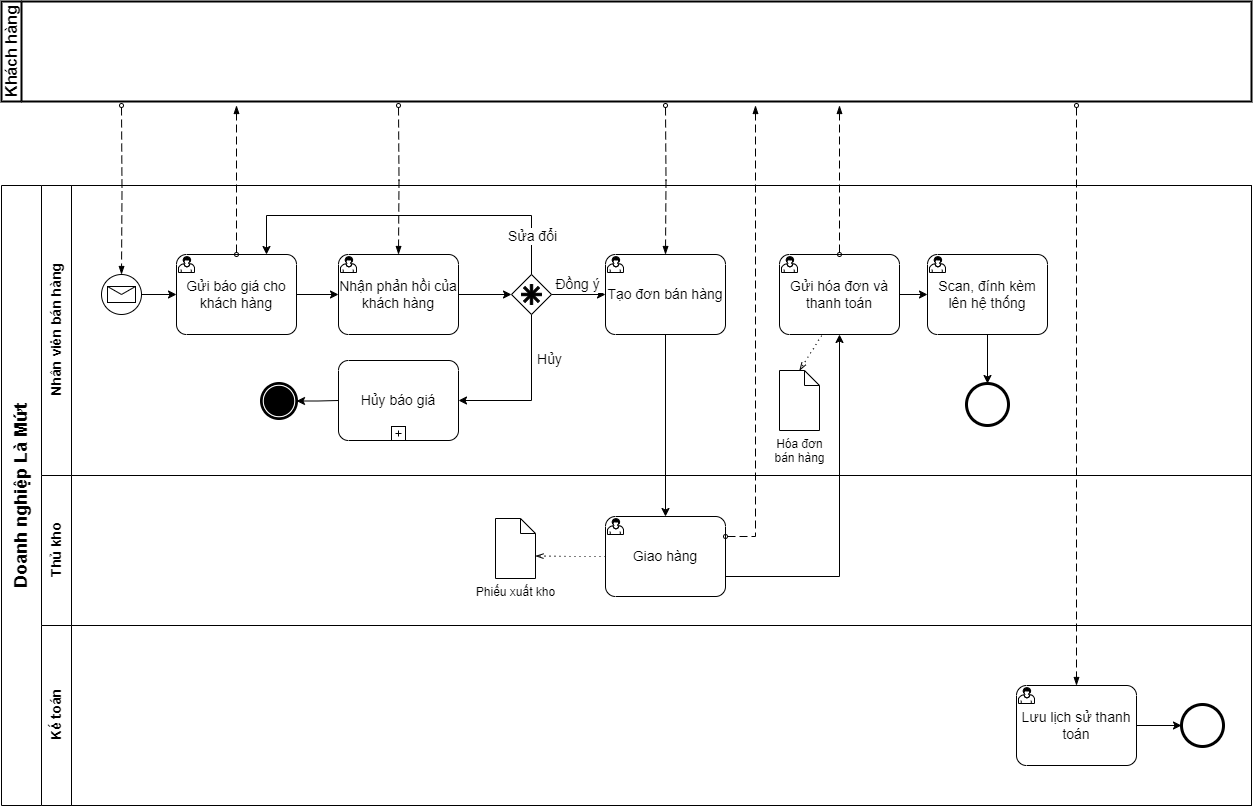 Khách hàng
Doanh nghiệp Là Mứt
Nhân viên bán hàng
Sửa đổi
Gửi báo giá cho
khách hàng
Nhận phản hồi của
khách hàng
Đồng ý
Tạo đơn bán hàng
Gửi hóa đơn và
thanh toán
Scan, đính kèm
lên hệ thống
Hủy
Hủy báo giá
Hóa đơn
bán hàng
Thủ kho
Giao hàng
Phiếu xuất kho
Kế toán
Lưu lịch sử thanh
toán